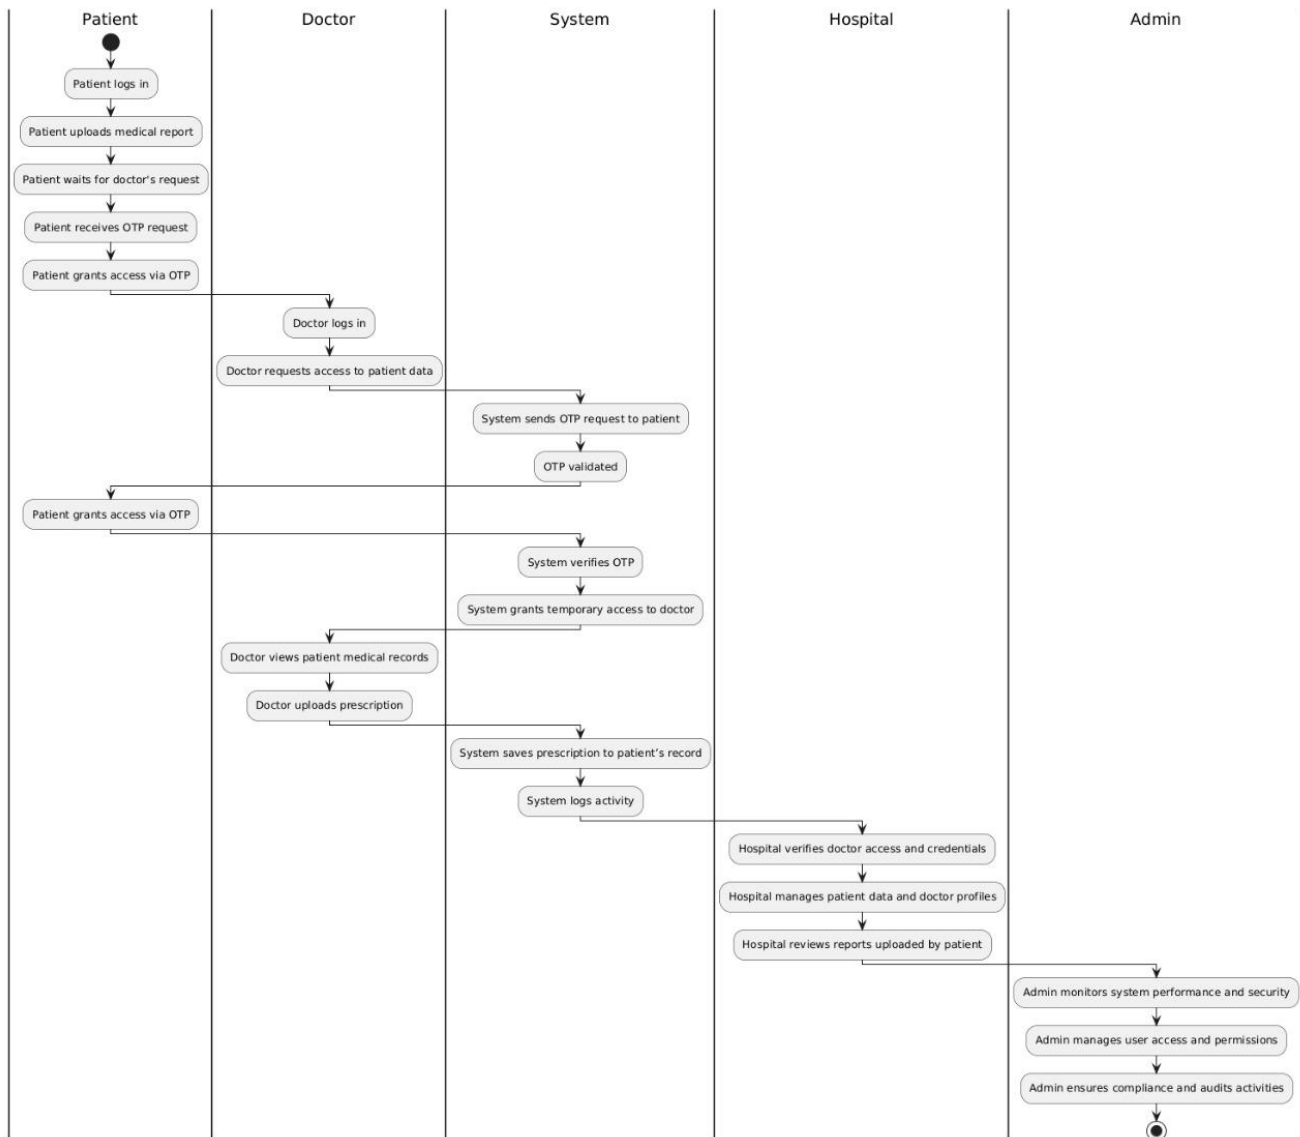 Patient
Doctor
System
Hospital
Admin
Patient logs in
Patient uploads medical report
Patient waits for doctor's request
Patient receives OTP request
Patient grants access via OTP
Doctor logs in
Doctor requests access to patient data
System sends OTP request to patient
OTP validated
Patient grants access via OTP
System verifies OTP
System grants temporary access to doctor
Doctor views patient medical records
Doctor uploads prescription
System saves prescription to patient's record
System logs activity
Hospital verifies doctor access and credentials
Hospital manages patient data and doctor profiles
Hospital reviews reports uploaded by patient
Admin monitors system performance and security
Admin manages user access and permissions
Admin ensures compliance and audits activities